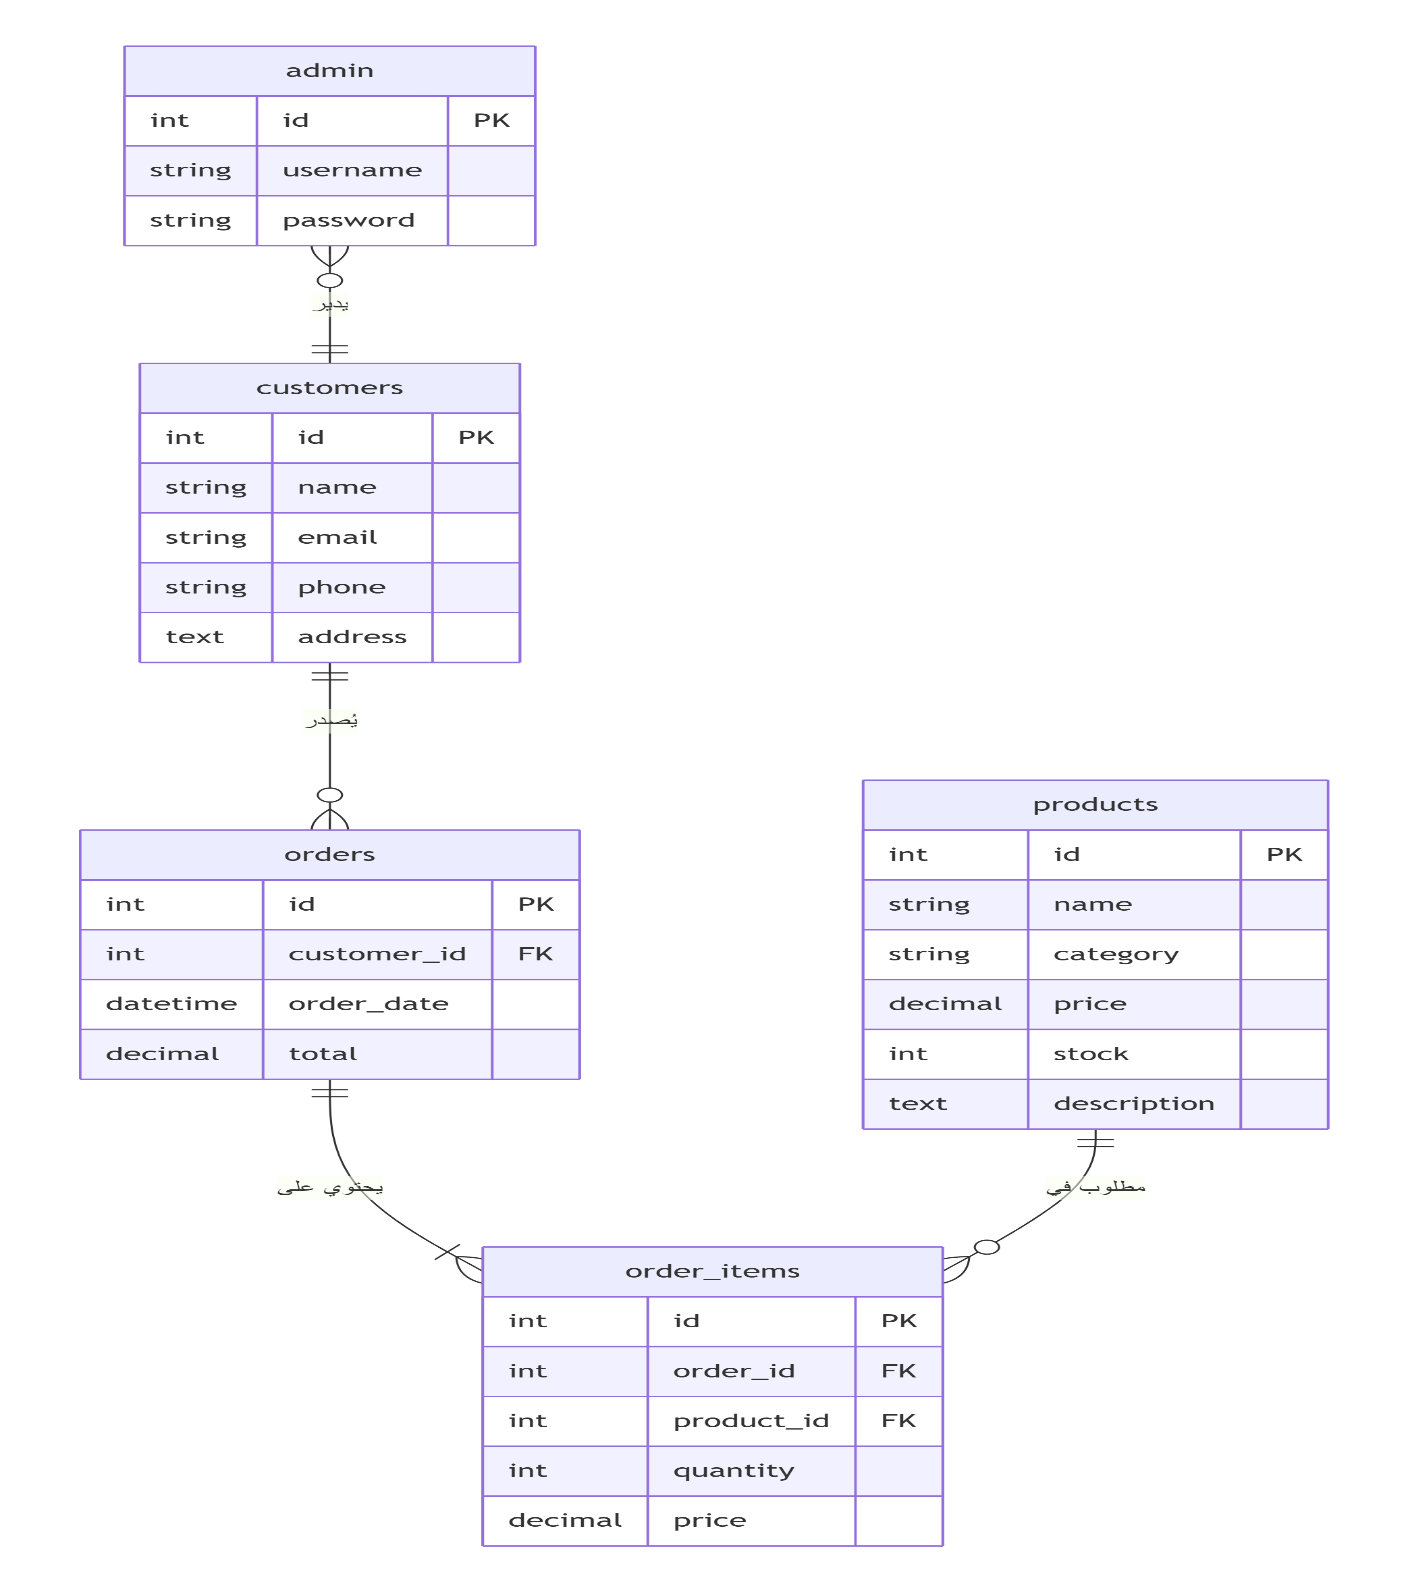 admin
int id PK
string username
string password
يدير
customers
int id PK
string name
string email
string phone
text address
يُصدر
orders
int id PK
int customer_id FK
datetime order_date
decimal total
products
int id PK
string name
string category
decimal price
int stock
text description
يحتوي على
مطلوب في
order_items
int id PK
int order_id FK
int product_id FK
int quantity
decimal price